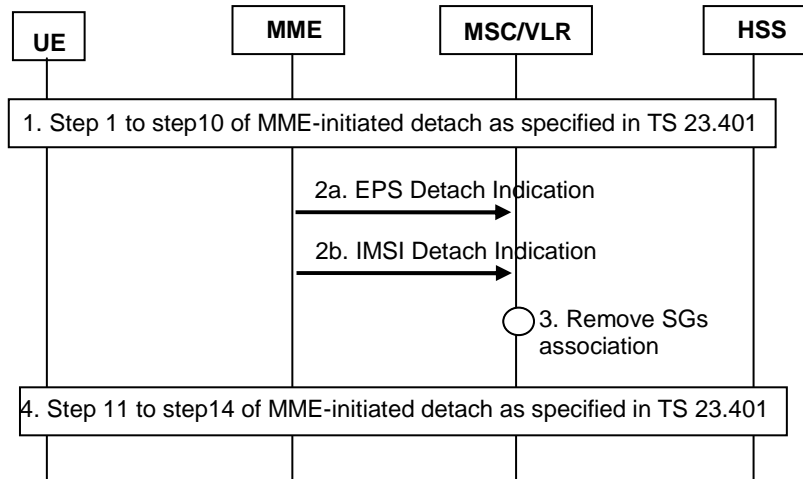 UE
MME
MSC/VLR
HSS
1. Step 1 to step10 of MME-initiated detach as specified in TS 23.401
2a. EPS Detach Indication
2b. IMSI Detach Indication
3. Remove SGs
association
4. Step 11 to step14 of MME-initiated detach as specified in TS 23.401